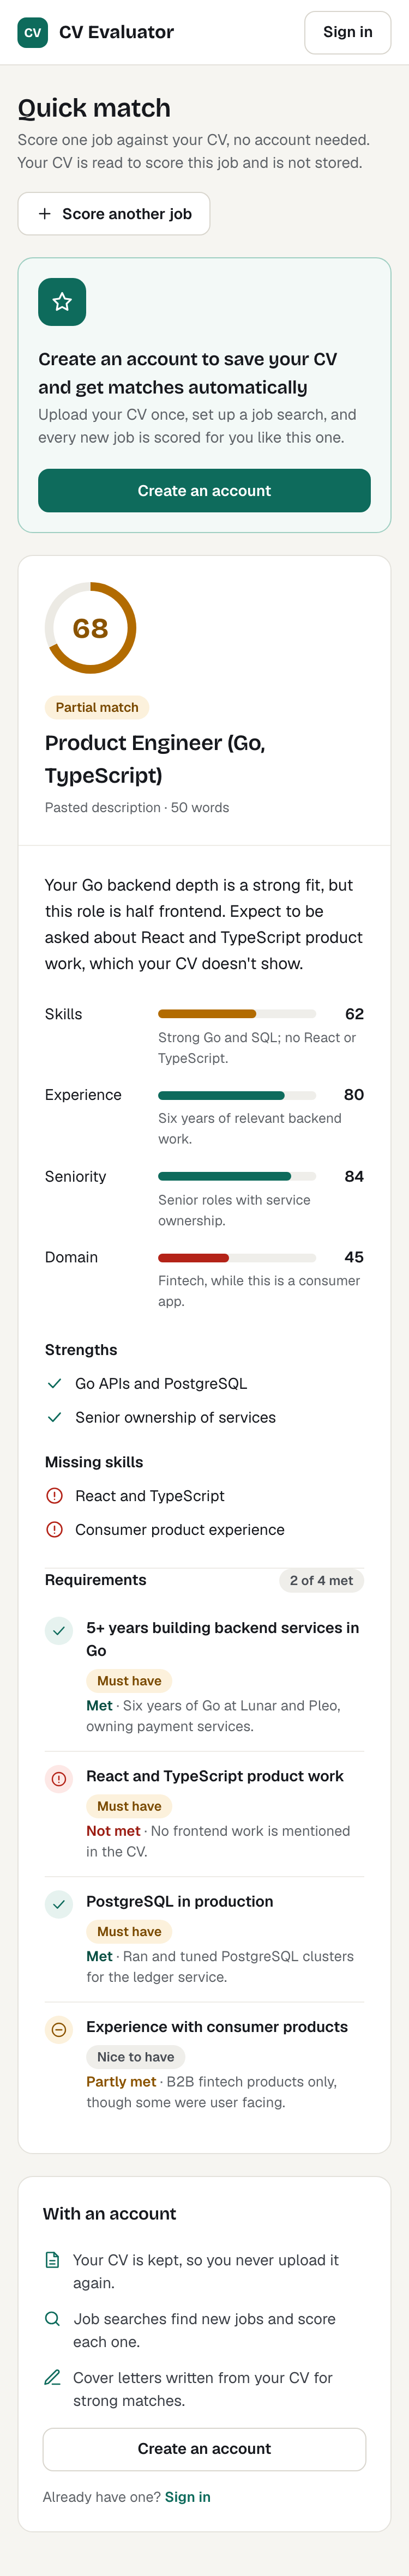 CV
CV Evaluator
Sign in
Quick match
Score one job against your CV, no account needed.
Your CV is read to score this job and is not stored.
Score another job
Create an account to save your CV
and get matches automatically
Upload your CV once, set up a job search, and
every new job is scored for you like this one.
Create an account
68
Partial match
Product Engineer (Go,
TypeScript)
Pasted description · 50 words
Your Go backend depth is a strong fit, but
this role is half frontend. Expect to be
asked about React and TypeScript product
work, which your CV doesn't show.
Skills
62
Strong Go and SQL; no React or
TypeScript.
Experience
80
Six years of relevant backend
work.
Seniority
84
Senior roles with service
ownership.
Domain
45
Fintech, while this is a consumer
app.
Strengths
Go APIs and PostgreSQL
Senior ownership of services
Missing skills
React and TypeScript
Consumer product experience
Requirements
2 of 4 met
5+ years building backend services in
Go
Must have
Met · Six years of Go at Lunar and Pleo,
owning payment services.
React and TypeScript product work
Must have
Not met · No frontend work is mentioned
in the CV.
PostgreSQL in production
Must have
Met · Ran and tuned PostgreSQL clusters
for the ledger service.
Experience with consumer products
Nice to have
Partly met · B2B fintech products only,
though some were user facing.
With an account
Your CV is kept, so you never upload it
again.
Job searches find new jobs and score
each one.
Cover letters written from your CV for
strong matches.
Create an account
Already have one? Sign in